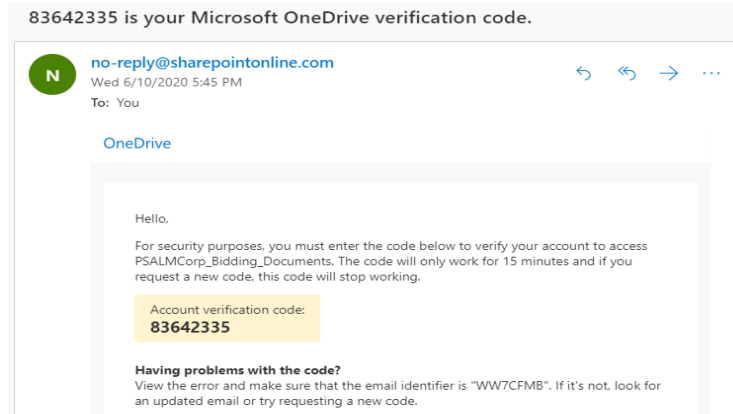 83642335 is your Microsoft OneDrive verification code.
N
no-reply@sharepointonline.com
Wed 6/10/2020 5:45 PM
To: You
OneDrive
Hello,
For security purposes, you must enter the code below to verify your account to access
PSALMCorp_Bidding_Documents. The code will only work for 15 minutes and if you
request a new code, this code will stop working.
Account verification code:
83642335
Having problems with the code?
View the error and make sure that the email identifier is "WW7CFMB". If it's not, look for
an updated email or try requesting a new code.